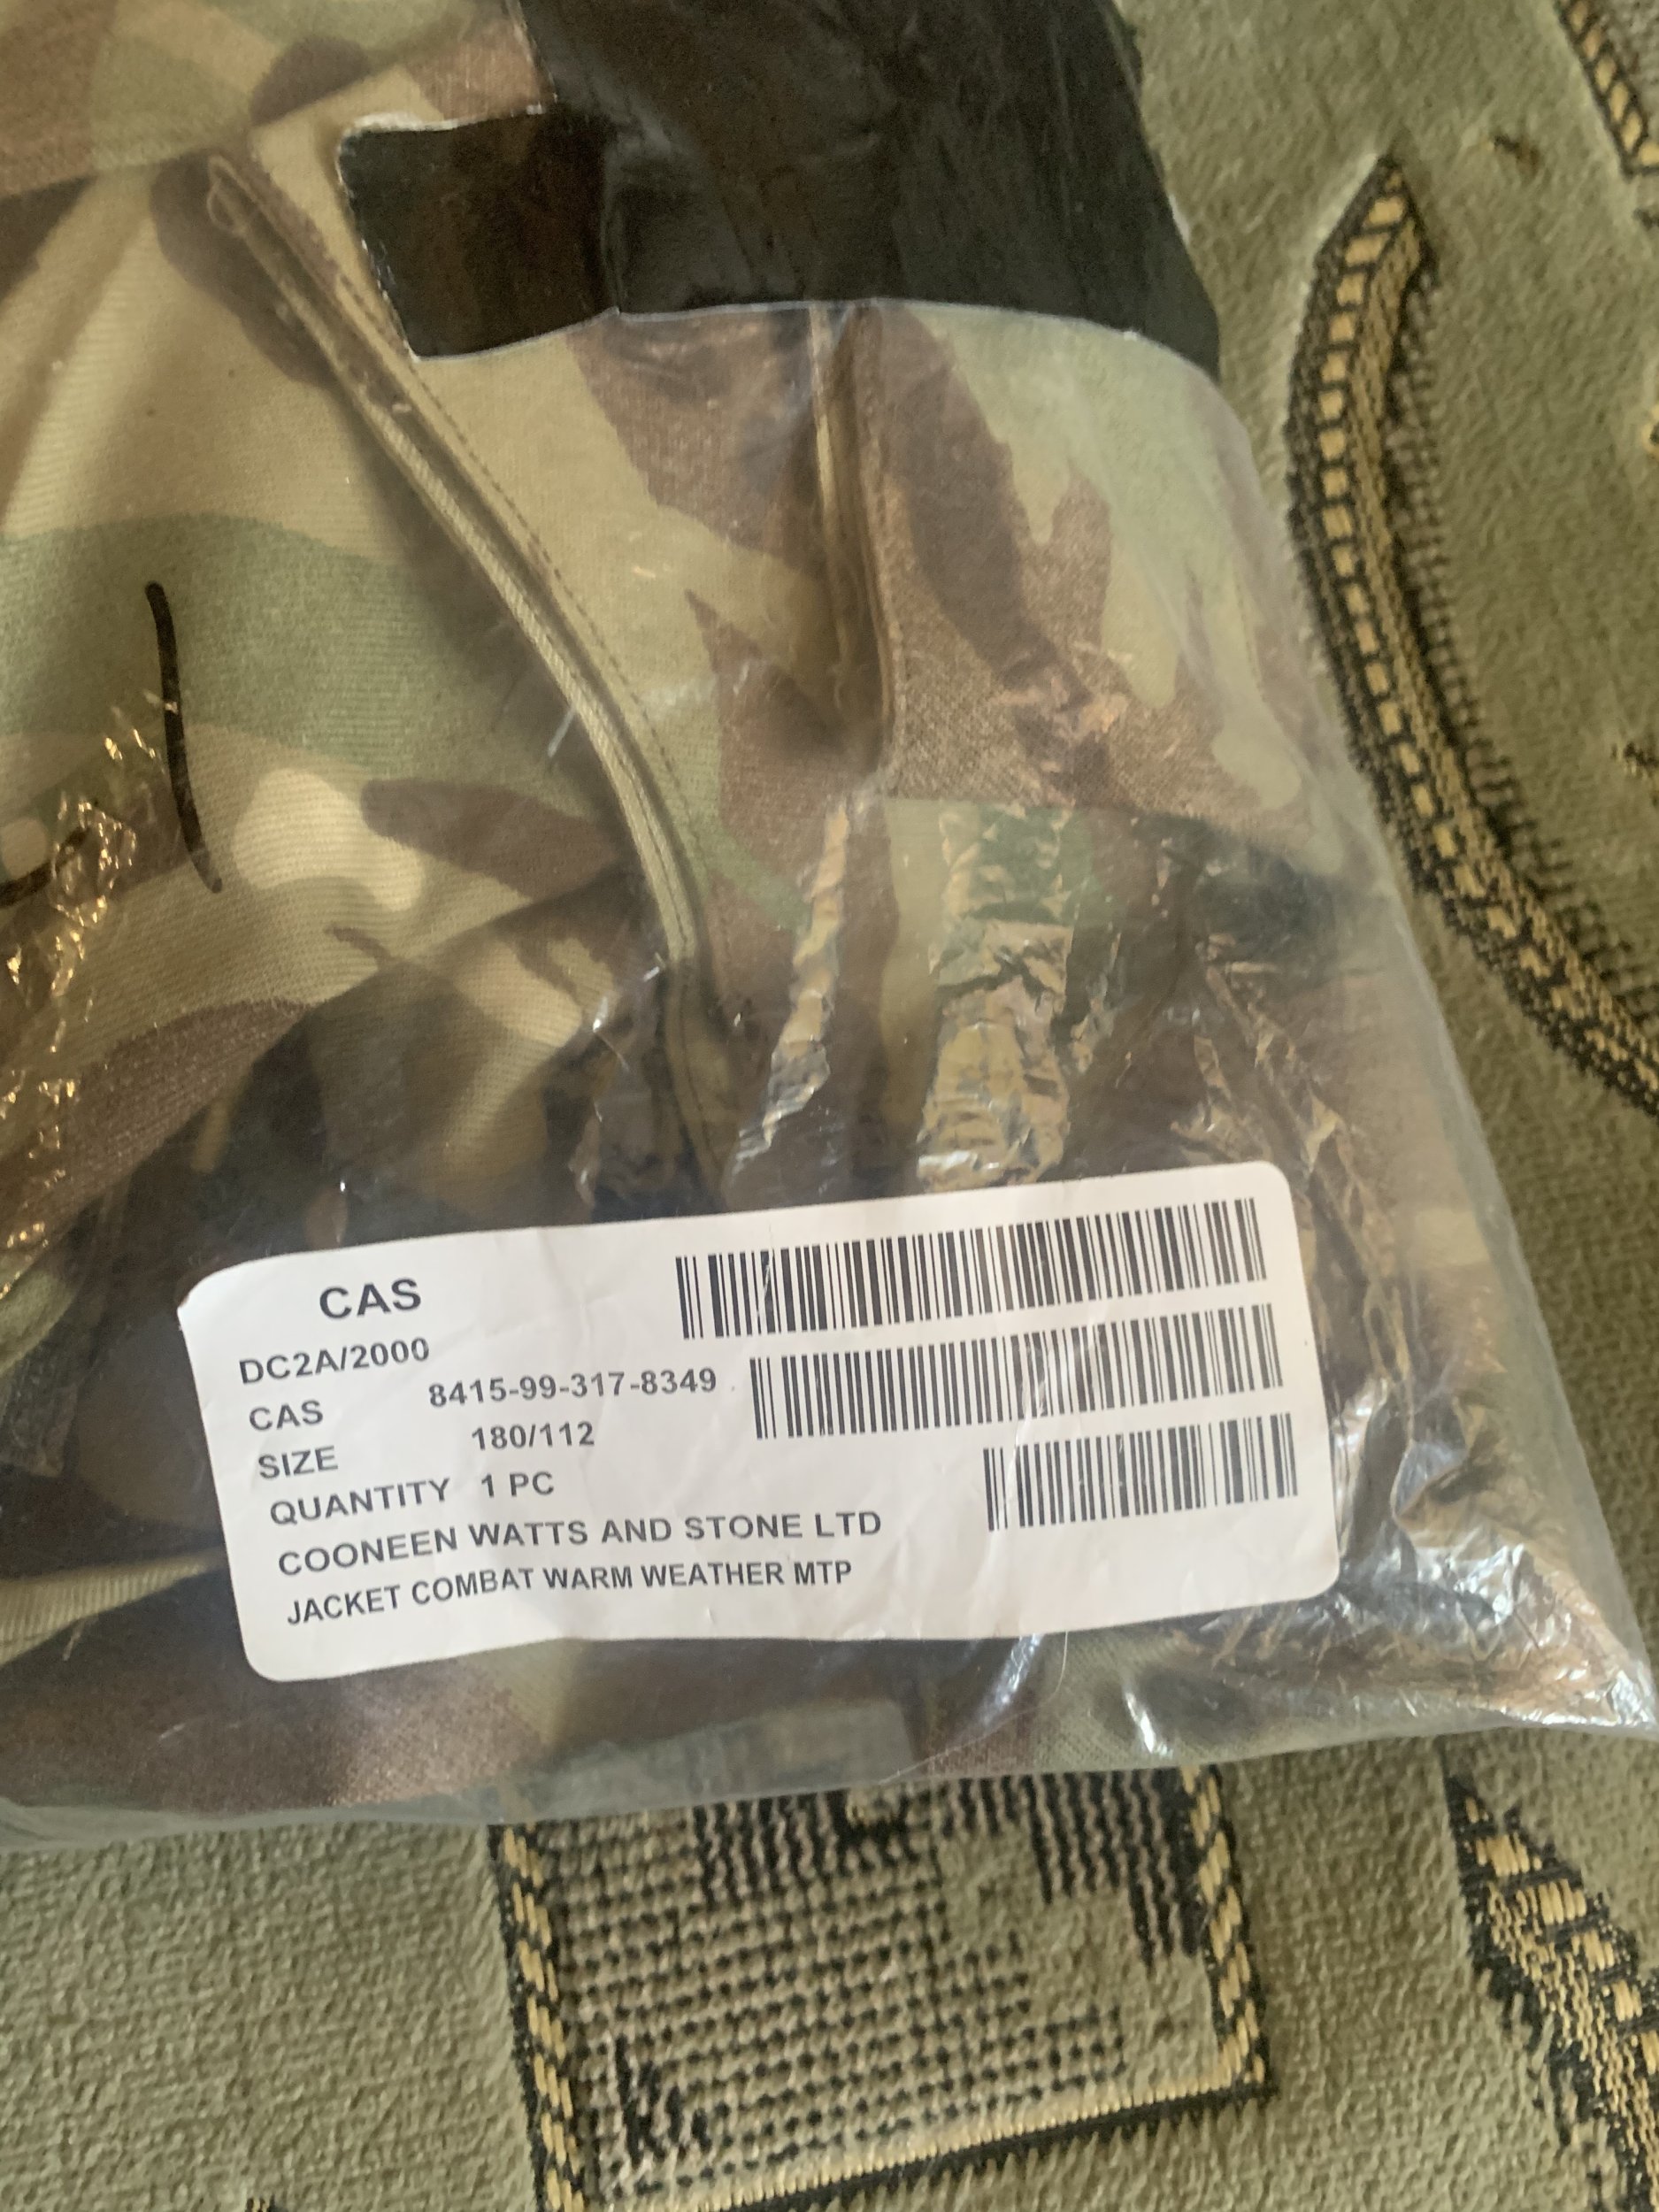 CAS
DC2A/2000
CAS 8415-99-317-8349
SIZE 180/112
QUANTITY 1 PC
COONEEN WATTS AND STONE LTD
JACKET COMBAT WARM WEATHER MTP